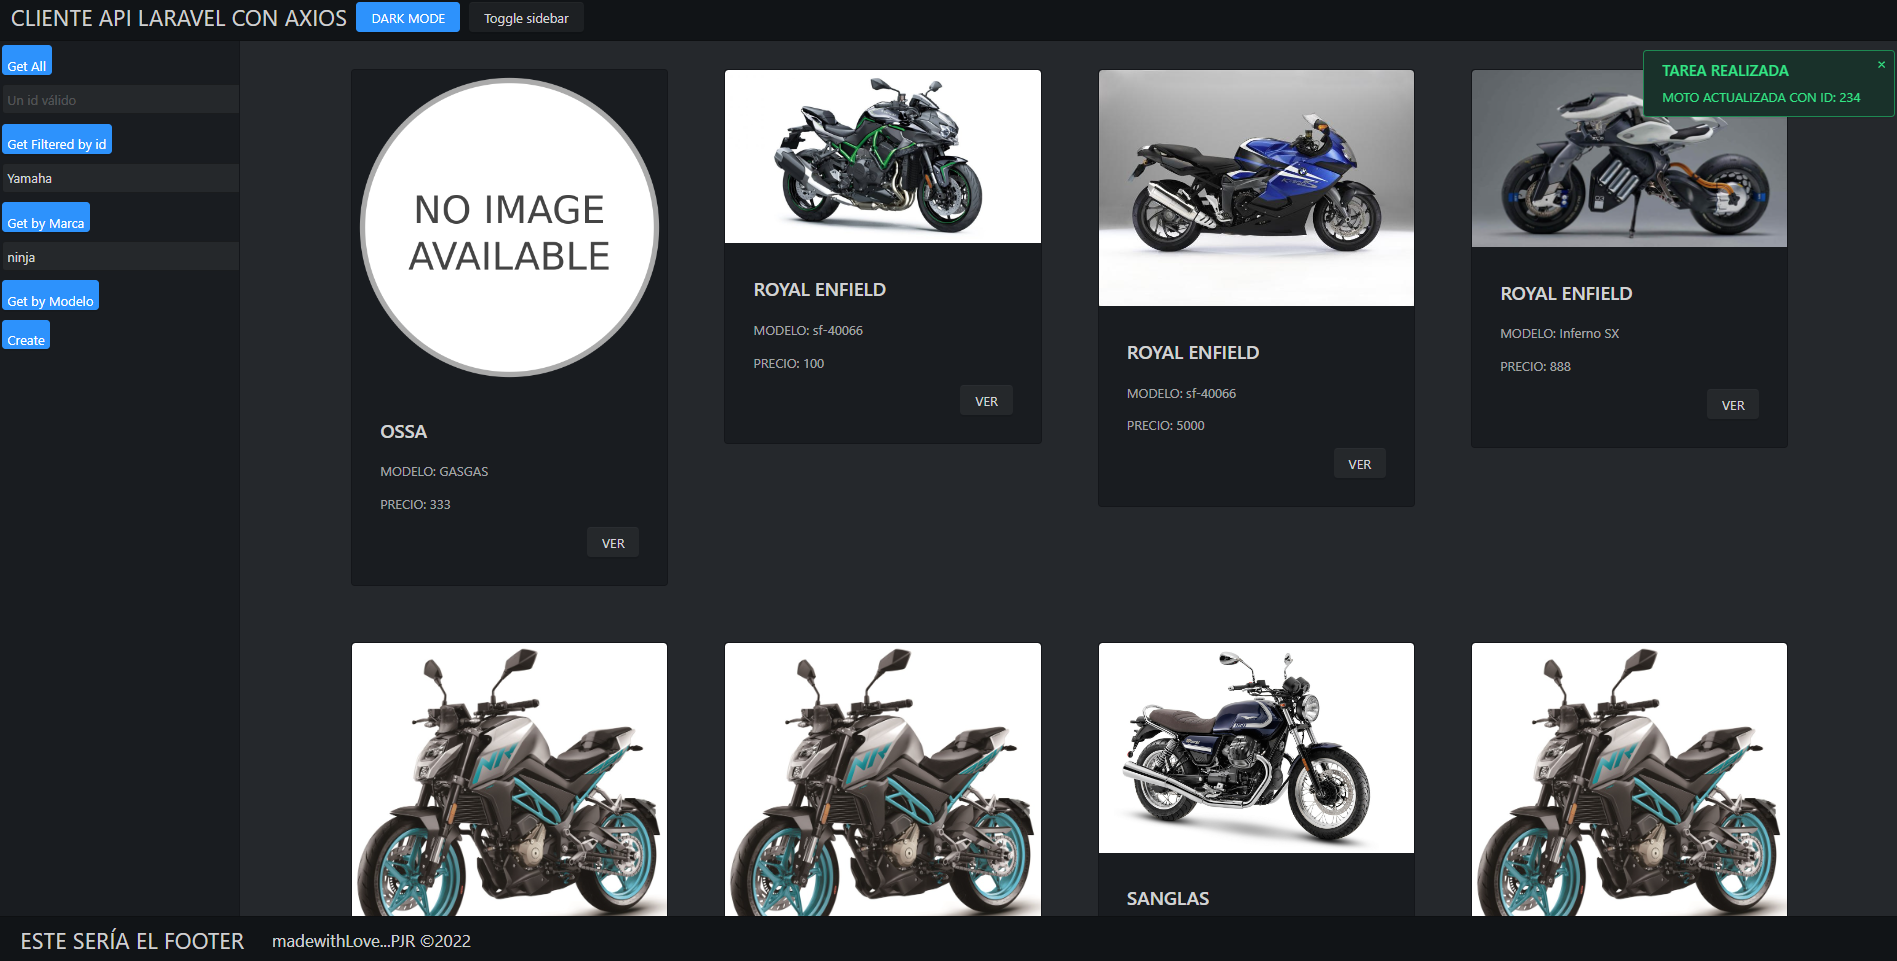 CLIENTE API LARAVEL CON AXIOS
DARK MODE
Toggle sidebar
Get All
Un id válido
Get Filtered by id
Yamaha
Get by Marca
ninja
Get by Modelo
Create
TAREA REALIZADA
×
MOTO ACTUALIZADA CON ID: 234
NO IMAGE
AVAILABLE
OSSA
MODELO: GASGAS
PRECIO: 333
VER
ROYAL ENFIELD
MODELO: sf-40066
PRECIO: 100
VER
ROYAL ENFIELD
MODELO: sf-40066
PRECIO: 5000
VER
ROYAL ENFIELD
MODELO: Inferno SX
PRECIO: 888
VER
NK
NK
SANGLAS
NK
ESTE SERÍA EL FOOTER
madewithLove...PJR ©2022